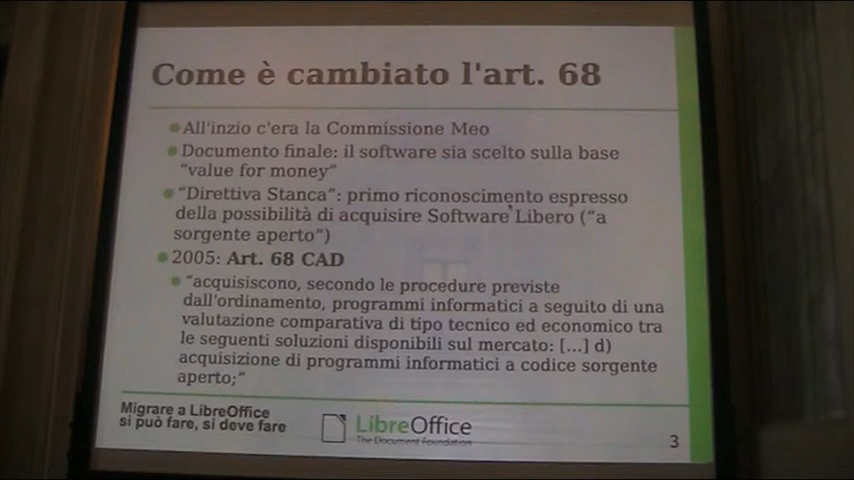 Come è cambiato l'art. 68
All'inzio c'era la Commissione Meo
Documento finale: il software sia scelto sulla base
"value for money"
"Direttiva Stanca": primo riconoscimento espresso
della possibilità di acquisire Software Libero ("a
sorgente aperto")
2005: Art. 68 CAD
"acquisiscono, secondo le procedure previste
dall'ordinamento, programmi informatici a seguito di una
valutazione comparativa di tipo tecnico ed economico tra
le seguenti soluzioni disponibili sul mercato: [...] d)
acquisizione di programmi informatici a codice sorgente
aperto;"
Migrare a LibreOffice
si può fare, si deve fare
LibreOffice
The Document Foundation
3